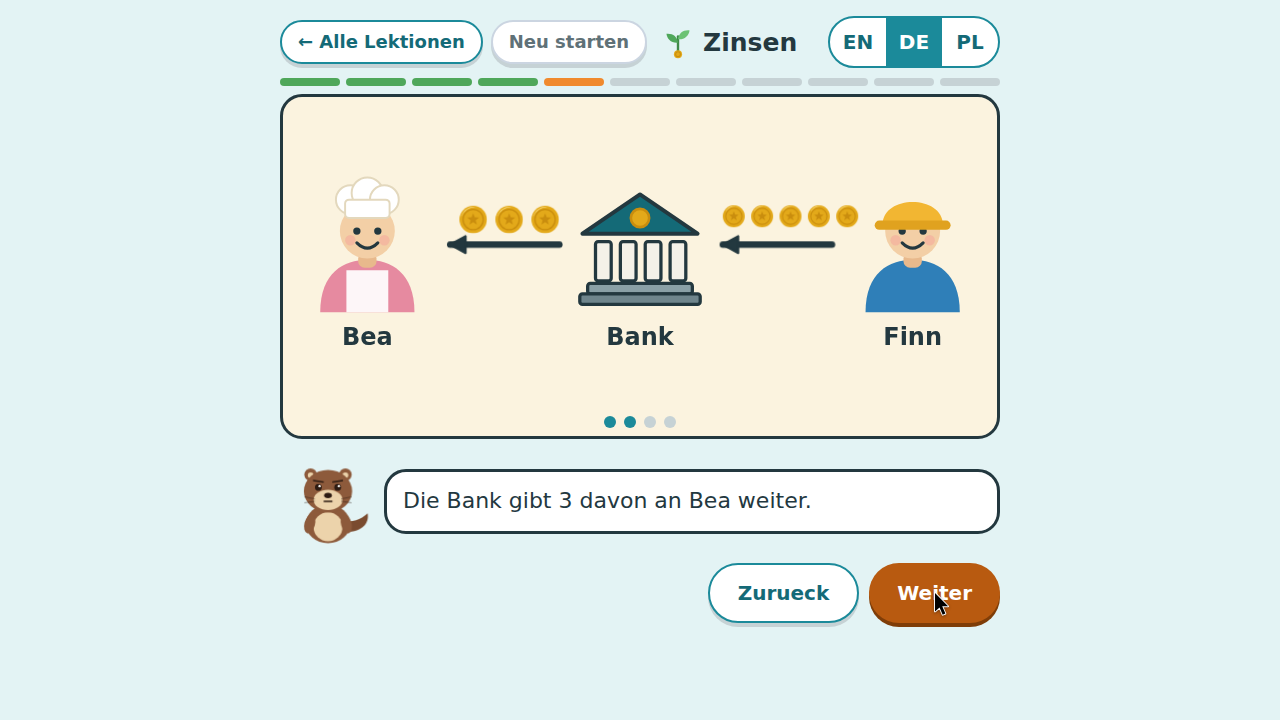 ← Alle Lektionen
Neu starten
Zinsen
EN DE PL
Bea
Bank
Finn
Die Bank gibt 3 davon an Bea weiter.
Zurueck
Weiter